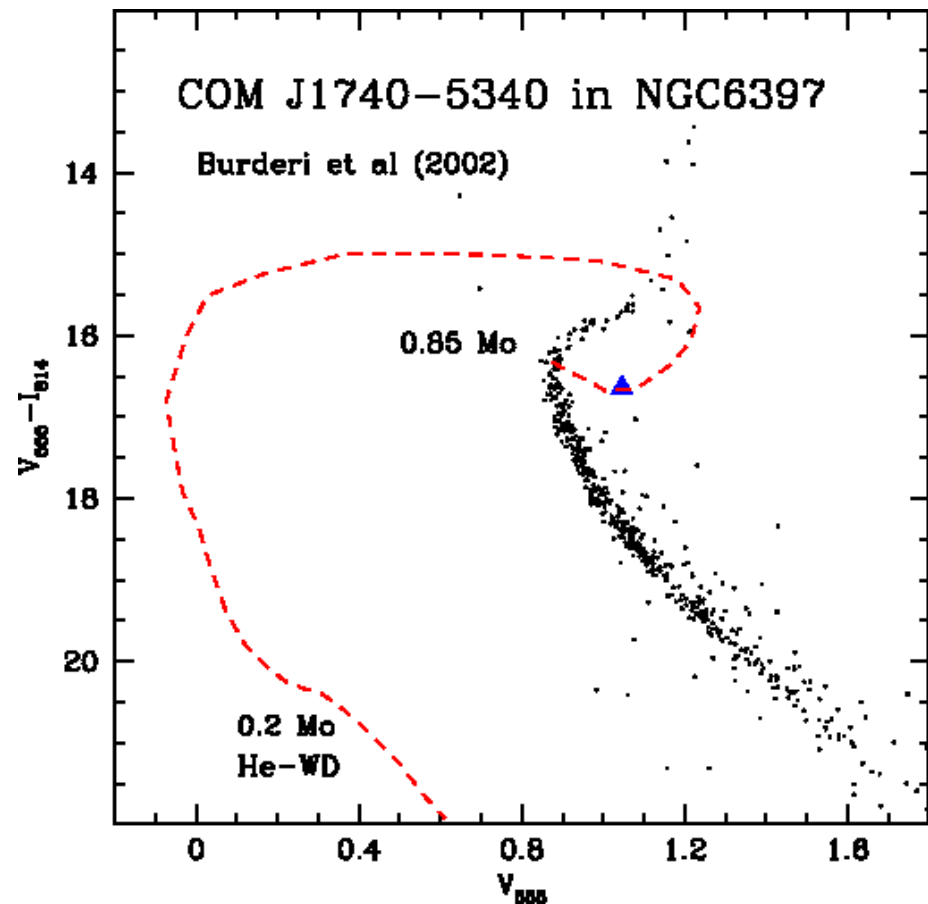 COM J1740-5340 in NGC6397
Burderi et al (2002)
14
16
18
20
0.85 Mo
0.2 Mo
He-WD
V555-I814
0
0.4
0.8
1.2
1.6
V555